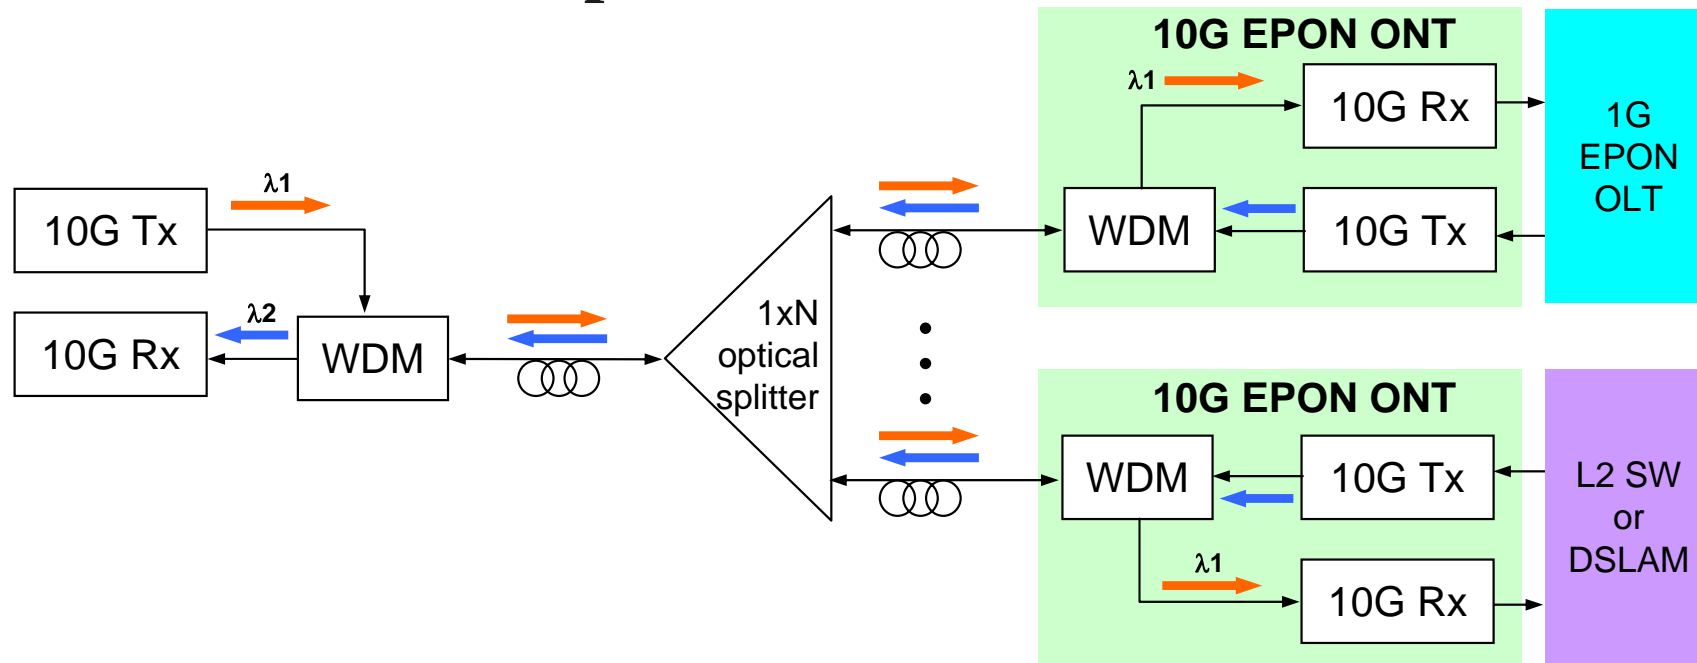 10G EPON ONT
λ1
10G Rx
1G
EPON
OLT
WDM
10G Tx
λ1
10G Tx
λ2
10G Rx
WDM
1xN
optical
splitter
10G EPON ONT
WDM
10G Tx
L2 SW
or
DSLAM
λ1
10G Rx